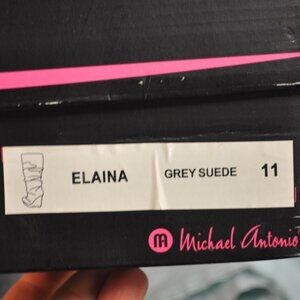 ELAINA GREY SUEDE 11
m Michael Antonio